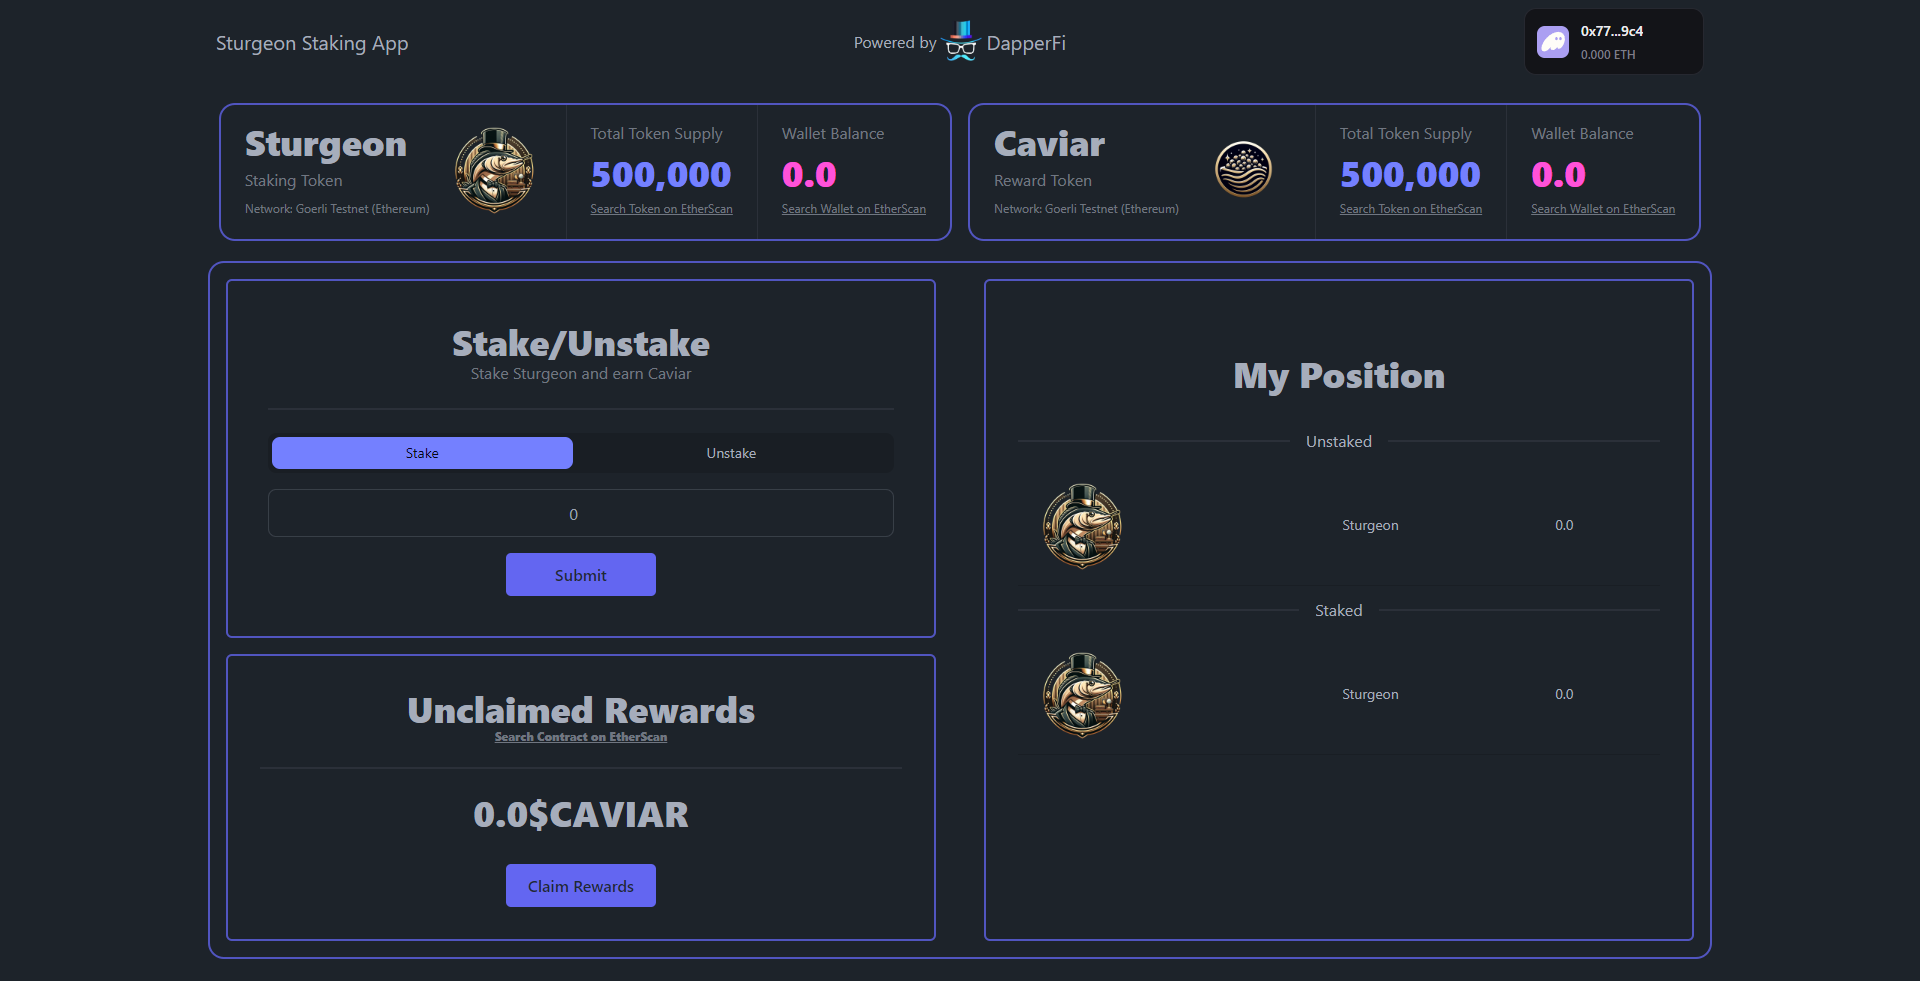 Sturgeon Staking App
Powered by DapperFi
0x77...9c4
0.000 ETH
Sturgeon
Staking Token
Network: Goerli Testnet (Ethereum)
Total Token Supply
500,000
Search Token on EtherScan
Wallet Balance
0.0
Search Wallet on EtherScan
Caviar
Reward Token
Network: Goerli Testnet (Ethereum)
Total Token Supply
500,000
Search Token on EtherScan
Wallet Balance
0.0
Search Wallet on EtherScan
Stake/Unstake
Stake Sturgeon and earn Caviar
Stake Unstake
0
Submit
Unclaimed Rewards
Search Contract on EtherScan
0.0$CAVIAR
Claim Rewards
My Position
Unstaked
Sturgeon 0.0
Staked
Sturgeon 0.0